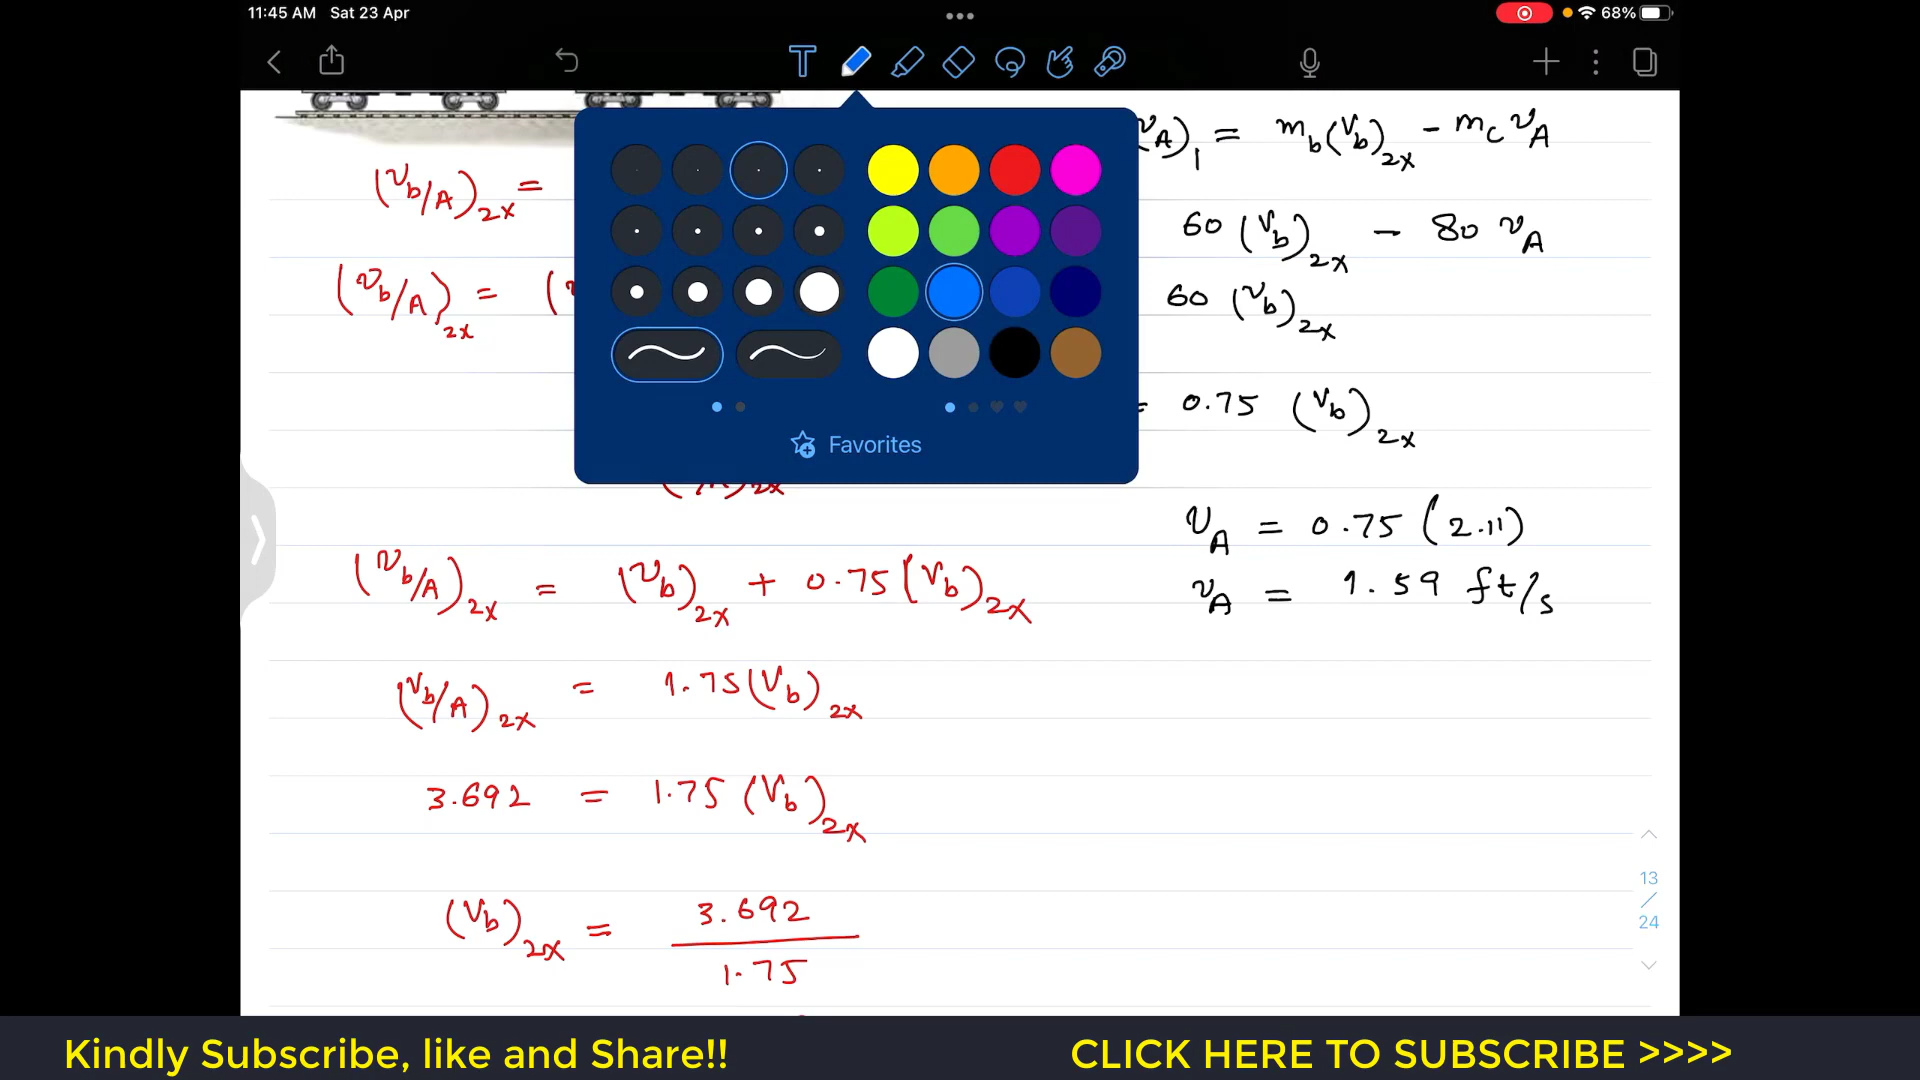 11:45 AM Sat 23 Apr
68%
(v_b/A)_2x =
(v_b/A)_2x = (
(v_b/A)_2x = (v_b)_2x + 0.75 (v_b)_2x
(v_b/A)_2x = 1.75 (v_b)_2x
3.692 = 1.75 (v_b)_2x
(v_b)_2x = 3.692 / 1.75
v_A)_1 = m_b (v_b)_2x - m_c v_A
60 (v_b)_2x - 80 v_A
60 (v_b)_2x
= 0.75 (v_b)_2x
v_A = 0.75 (2.11)
v_A = 1.59 ft/s
Favorites
13
/
24
Kindly Subscribe, like and Share!!
CLICK HERE TO SUBSCRIBE >>>>